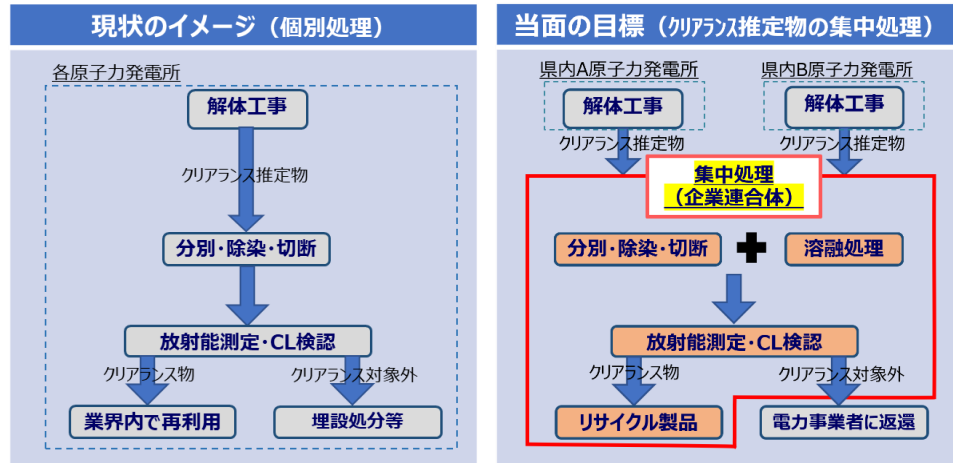 現状のイメージ（個別処理）
各原子力発電所
解体工事
クリアランス推定物
分別・除染・切断
放射能測定・CL検認
クリアランス物
クリアランス対象外
業界内で再利用
埋設処分等
当面の目標（クリアランス推定物の集中処理）
県内A原子力発電所
県内B原子力発電所
解体工事
解体工事
クリアランス推定物
クリアランス推定物
集中処理
（企業連合体）
分別・除染・切断
溶融処理
放射能測定・CL検認
クリアランス物
クリアランス対象外
リサイクル製品
電力事業者に返還